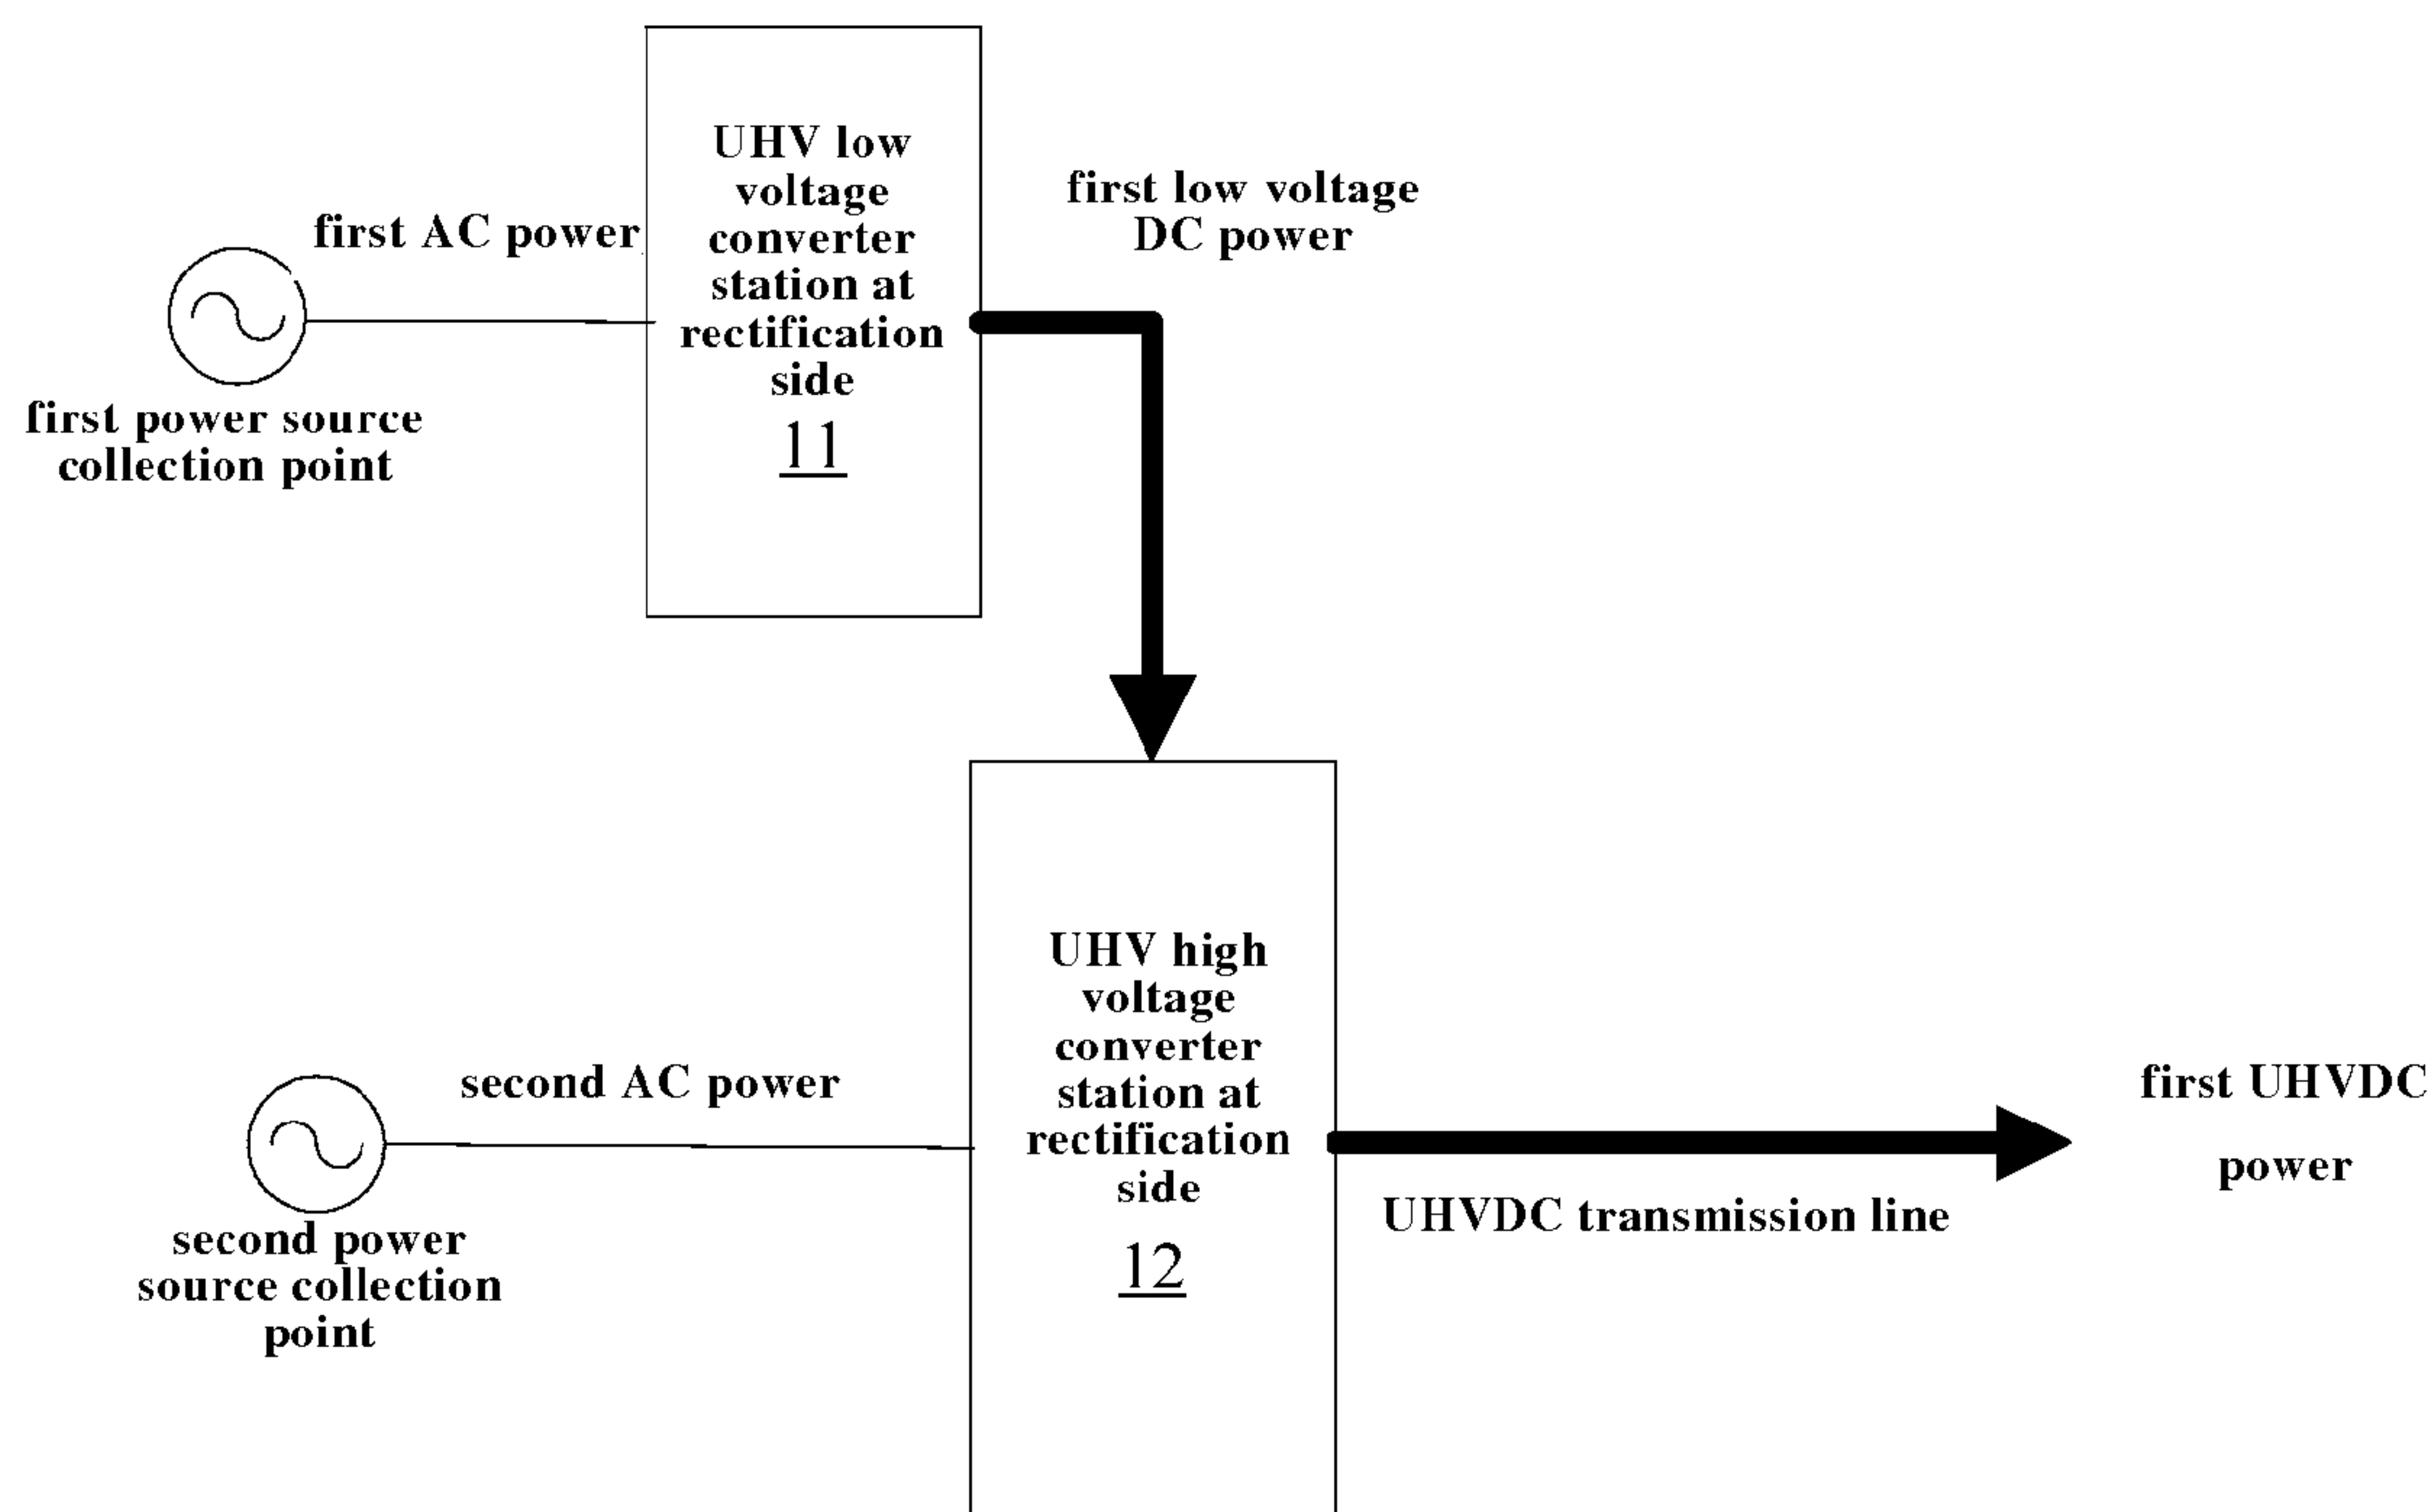 first AC power
first power source
collection point
UHV low
voltage
converter
station at
rectification
side
11
first low voltage
DC power
second AC power
second power
source collection
point
UHV high
voltage
converter
station at
rectification
side
12
UHVDC transmission line
first UHVDC
power